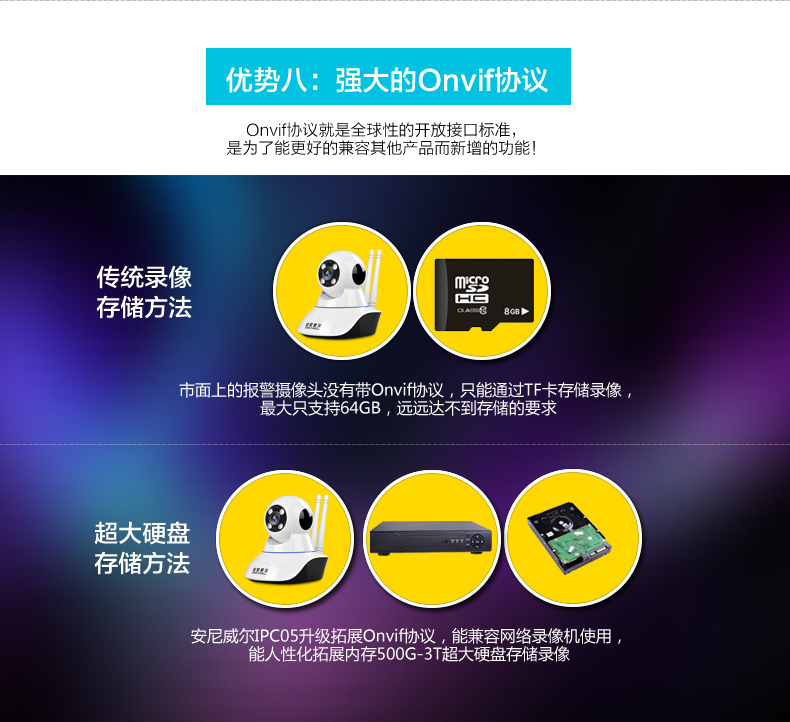 优势八：强大的Onvif协议
Onvif协议就是全球性的开放接口标准，
是为了能更好的兼容其他产品而新增的功能！
传统录像
存储方法
micro
SD
HC
CLASS10
8GB
市面上的报警摄像头没有带Onvif协议，只能通过TF卡存储录像，
最大只支持64GB，远远达不到存储的要求
超大硬盘
存储方法
安尼威尔IPC05升级拓展Onvif协议，能兼容网络录像机使用，
能人性化拓展内存500G-3T超大硬盘存储录像